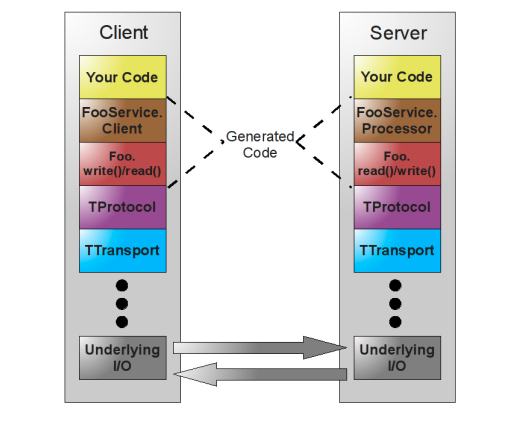 Client
Your Code
FooService.
Client
Foo.
write()/read()
TProtocol
TTransport
Underlying
I/O
Generated
Code
Server
Your Code
FooService.
Processor
Foo.
read()/write()
TProtocol
TTransport
Underlying
I/O